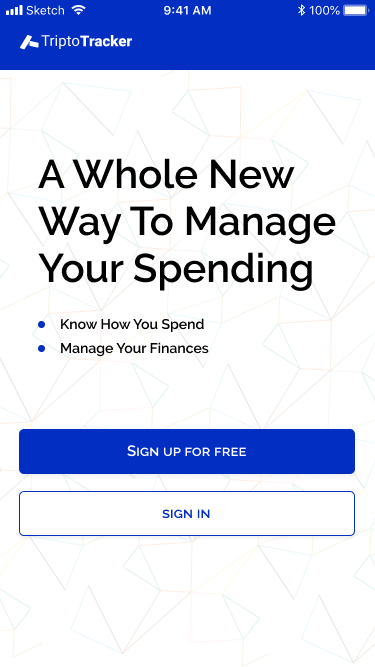 Sketch 9:41 AM 100%
TriptoTracker
A Whole New
Way To Manage
Your Spending
Know How You Spend
Manage Your Finances
SIGN UP FOR FREE
SIGN IN